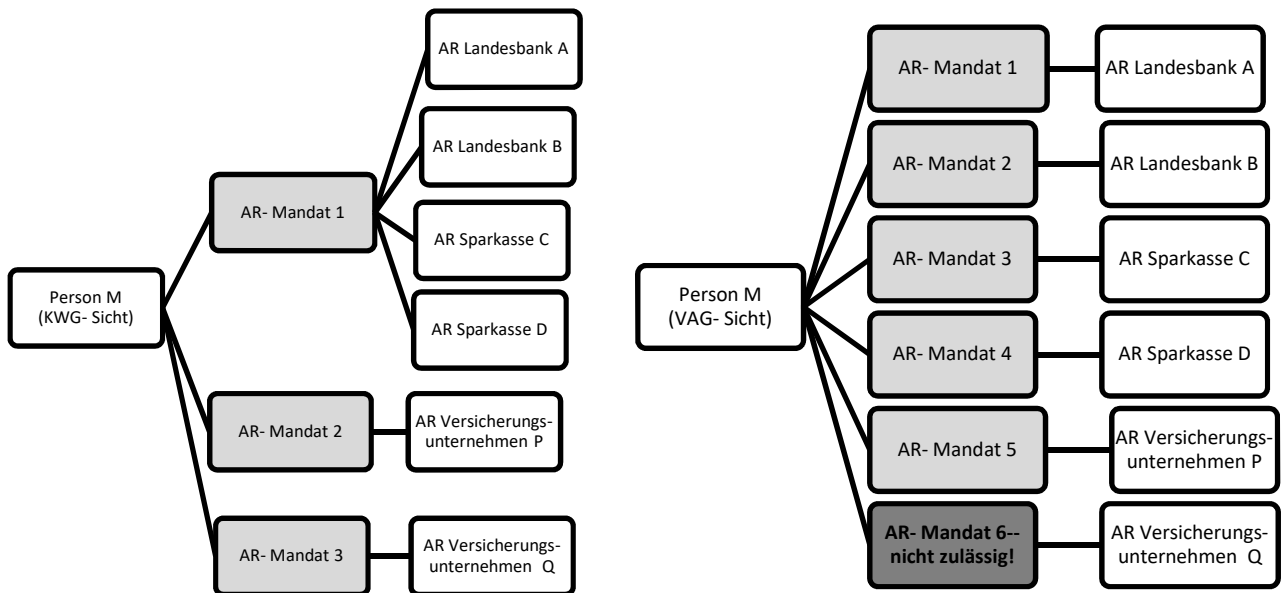 AR Landesbank A
AR Landesbank B
AR- Mandat 1
AR Sparkasse C
Person M
(KWG- Sicht)
AR Sparkasse D
AR- Mandat 2
AR Versicherungs-
unternehmen P
AR- Mandat 3
AR Versicherungs-
unternehmen Q
AR- Mandat 1
AR Landesbank A
AR- Mandat 2
AR Landesbank B
AR- Mandat 3
AR Sparkasse C
Person M
(VAG- Sicht)
AR- Mandat 4
AR Sparkasse D
AR- Mandat 5
AR Versicherungs-
unternehmen P
AR- Mandat 6--
nicht zulässig!
AR Versicherungs-
unternehmen Q